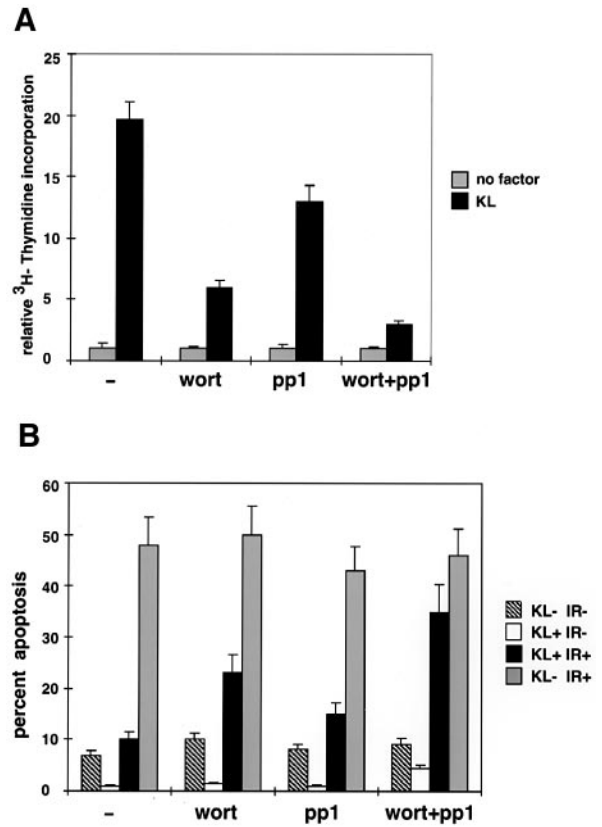 A
relative ³H- Thymidine incorporation
25
20
15
10
5
0
– wort pp1 wort+pp1
no factor
KL
B
percent apoptosis
60
50
40
30
20
10
0
– wort pp1 wort+pp1
KL- IR-
KL+ IR-
KL+ IR+
KL- IR+